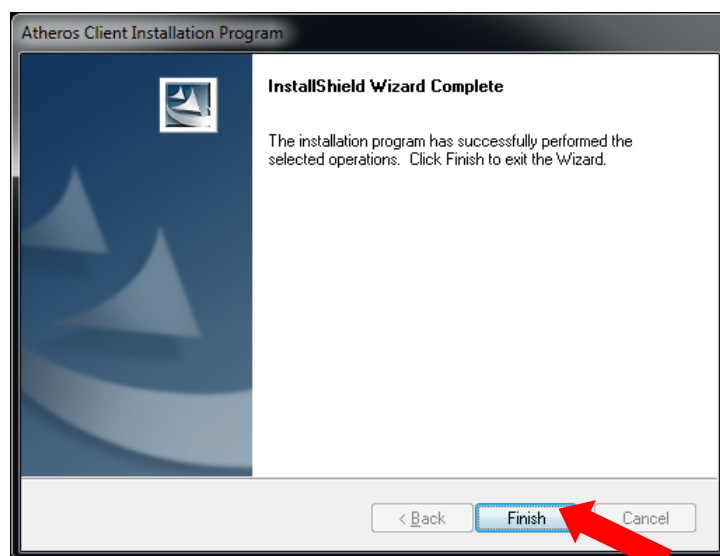 Atheros Client Installation Program
InstallShield Wizard Complete
The installation program has successfully performed the
selected operations.  Click Finish to exit the Wizard.
< Back
Finish
Cancel